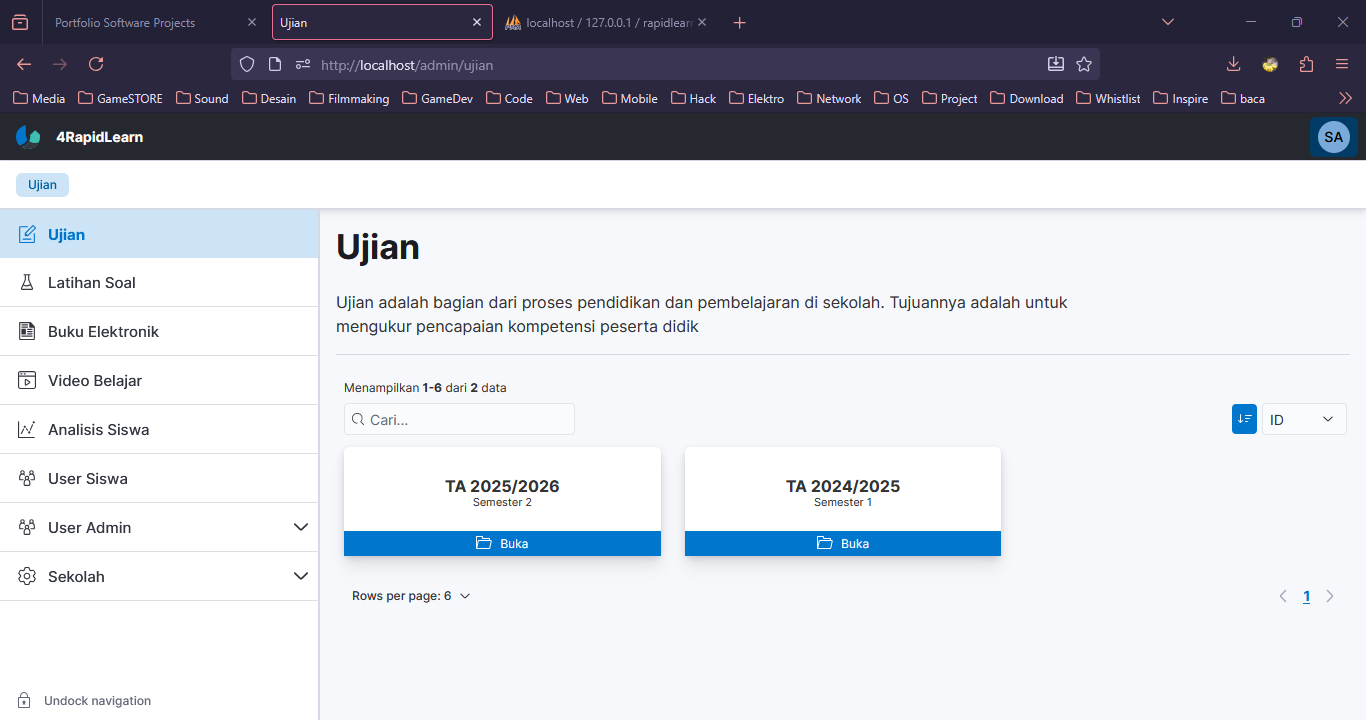 Portfolio Software Projects
Ujian
localhost / 127.0.0.1 / rapidlear
http://localhost/admin/ujian
Media GameSTORE Sound Desain Filmmaking GameDev Code Web Mobile Hack Elektro Network OS Project Download Whistlist Inspire baca
4RapidLearn
SA
Ujian
Ujian
Latihan Soal
Buku Elektronik
Video Belajar
Analisis Siswa
User Siswa
User Admin
Sekolah
Undock navigation
Ujian
Ujian adalah bagian dari proses pendidikan dan pembelajaran di sekolah. Tujuannya adalah untuk
mengukur pencapaian kompetensi peserta didik
Menampilkan 1-6 dari 2 data
Cari...
ID
TA 2025/2026
Semester 2
Buka
TA 2024/2025
Semester 1
Buka
Rows per page: 6
1